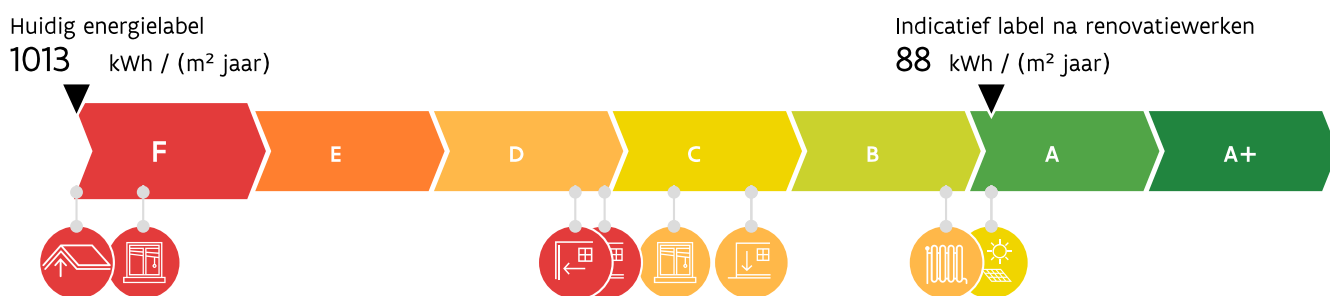 Huidig energielabel
1013 kWh / (m² jaar)
Indicatief label na renovatiewerken
88 kWh / (m² jaar)
F E D C B A A+